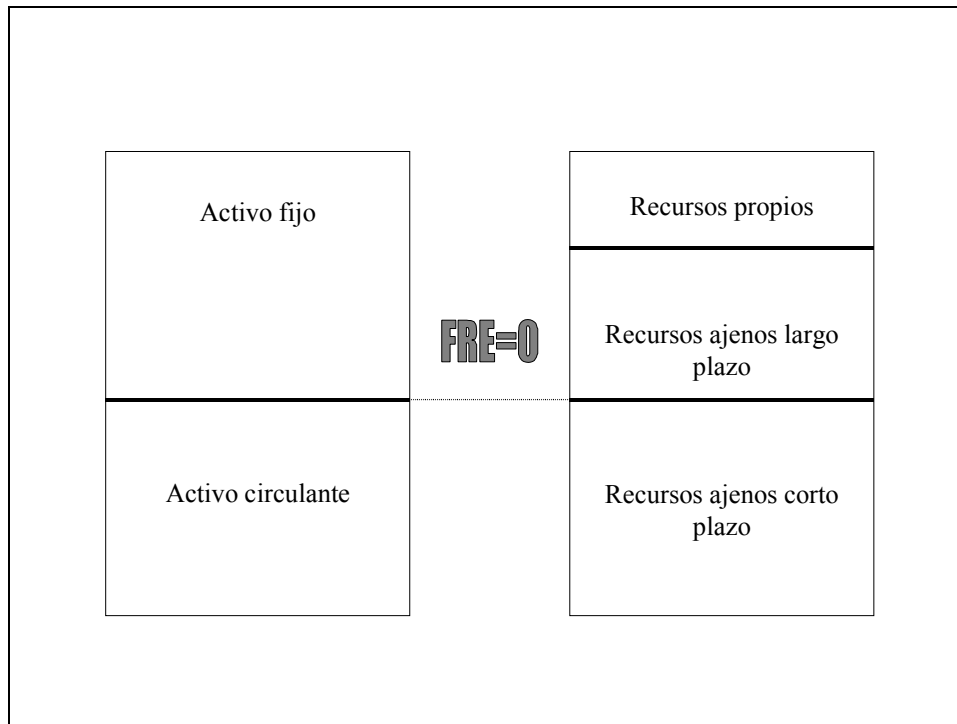 Activo fijo
Recursos propios
FRE=0
Recursos ajenos largo
plazo
Activo circulante
Recursos ajenos corto
plazo